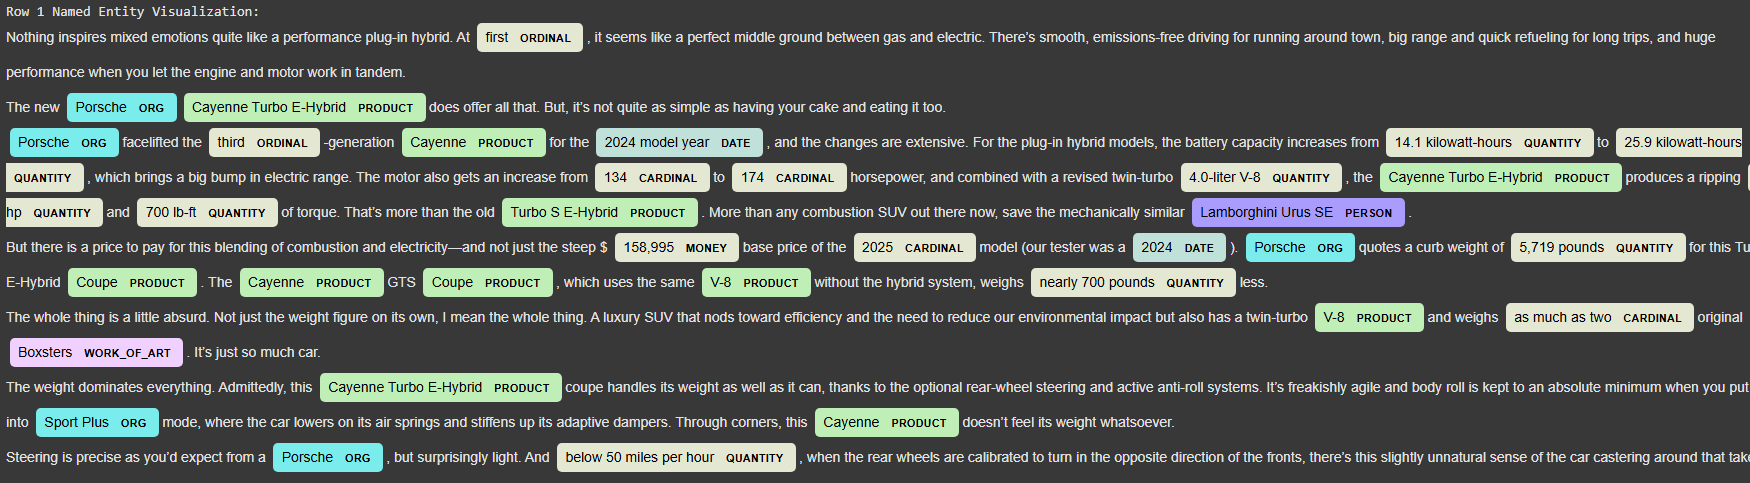 Row 1 Named Entity Visualization:
Nothing inspires mixed emotions quite like a performance plug-in hybrid. At first ORDINAL , it seems like a perfect middle ground between gas and electric. There's smooth, emissions-free driving for running around town, big range and quick refueling for long trips, and huge
performance when you let the engine and motor work in tandem.
The new Porsche ORG Cayenne Turbo E-Hybrid PRODUCT does offer all that. But, it's not quite as simple as having your cake and eating it too.
Porsche ORG facelifted the third ORDINAL -generation Cayenne PRODUCT for the 2024 model year DATE , and the changes are extensive. For the plug-in hybrid models, the battery capacity increases from 14.1 kilowatt-hours QUANTITY to 25.9 kilowatt-hours
QUANTITY , which brings a big bump in electric range. The motor also gets an increase from 134 CARDINAL to 174 CARDINAL horsepower, and combined with a revised twin-turbo 4.0-liter V-8 QUANTITY , the Cayenne Turbo E-Hybrid PRODUCT produces a ripping
hp QUANTITY and 700 lb-ft QUANTITY of torque. That's more than the old Turbo S E-Hybrid PRODUCT . More than any combustion SUV out there now, save the mechanically similar Lamborghini Urus SE PERSON .
But there is a price to pay for this blending of combustion and electricity—and not just the steep $ 158,995 MONEY base price of the 2025 CARDINAL model (our tester was a 2024 DATE ). Porsche ORG quotes a curb weight of 5,719 pounds QUANTITY for this Tu
E-Hybrid Coupe PRODUCT . The Cayenne PRODUCT GTS Coupe PRODUCT , which uses the same V-8 PRODUCT without the hybrid system, weighs nearly 700 pounds QUANTITY less.
The whole thing is a little absurd. Not just the weight figure on its own, I mean the whole thing. A luxury SUV that nods toward efficiency and the need to reduce our environmental impact but also has a twin-turbo V-8 PRODUCT and weighs as much as two CARDINAL original
Boxsters WORK_OF_ART . It's just so much car.
The weight dominates everything. Admittedly, this Cayenne Turbo E-Hybrid PRODUCT coupe handles its weight as well as it can, thanks to the optional rear-wheel steering and active anti-roll systems. It's freakishly agile and body roll is kept to an absolute minimum when you put
into Sport Plus ORG mode, where the car lowers on its air springs and stiffens up its adaptive dampers. Through corners, this Cayenne PRODUCT doesn't feel its weight whatsoever.
Steering is precise as you'd expect from a Porsche ORG , but surprisingly light. And below 50 miles per hour QUANTITY , when the rear wheels are calibrated to turn in the opposite direction of the fronts, there's this slightly unnatural sense of the car castering around that take